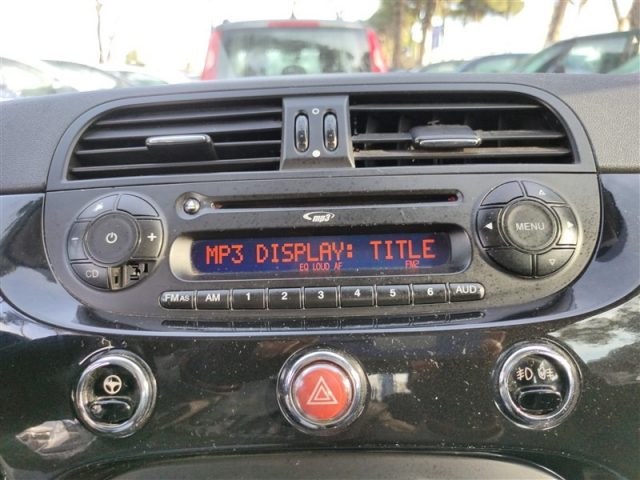 mp3
MP3 DISPLAY: TITLE
EQ LOUD AF FM2
MENU
- +
CD
FM AS AM 1 2 3 4 5 6 AUD